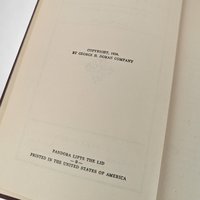 COPYRIGHT, 1924,
BY GEORGE H. DORAN COMPANY
PANDORA LIFTS THE LID
— B —
PRINTED IN THE UNITED STATES OF AMERICA